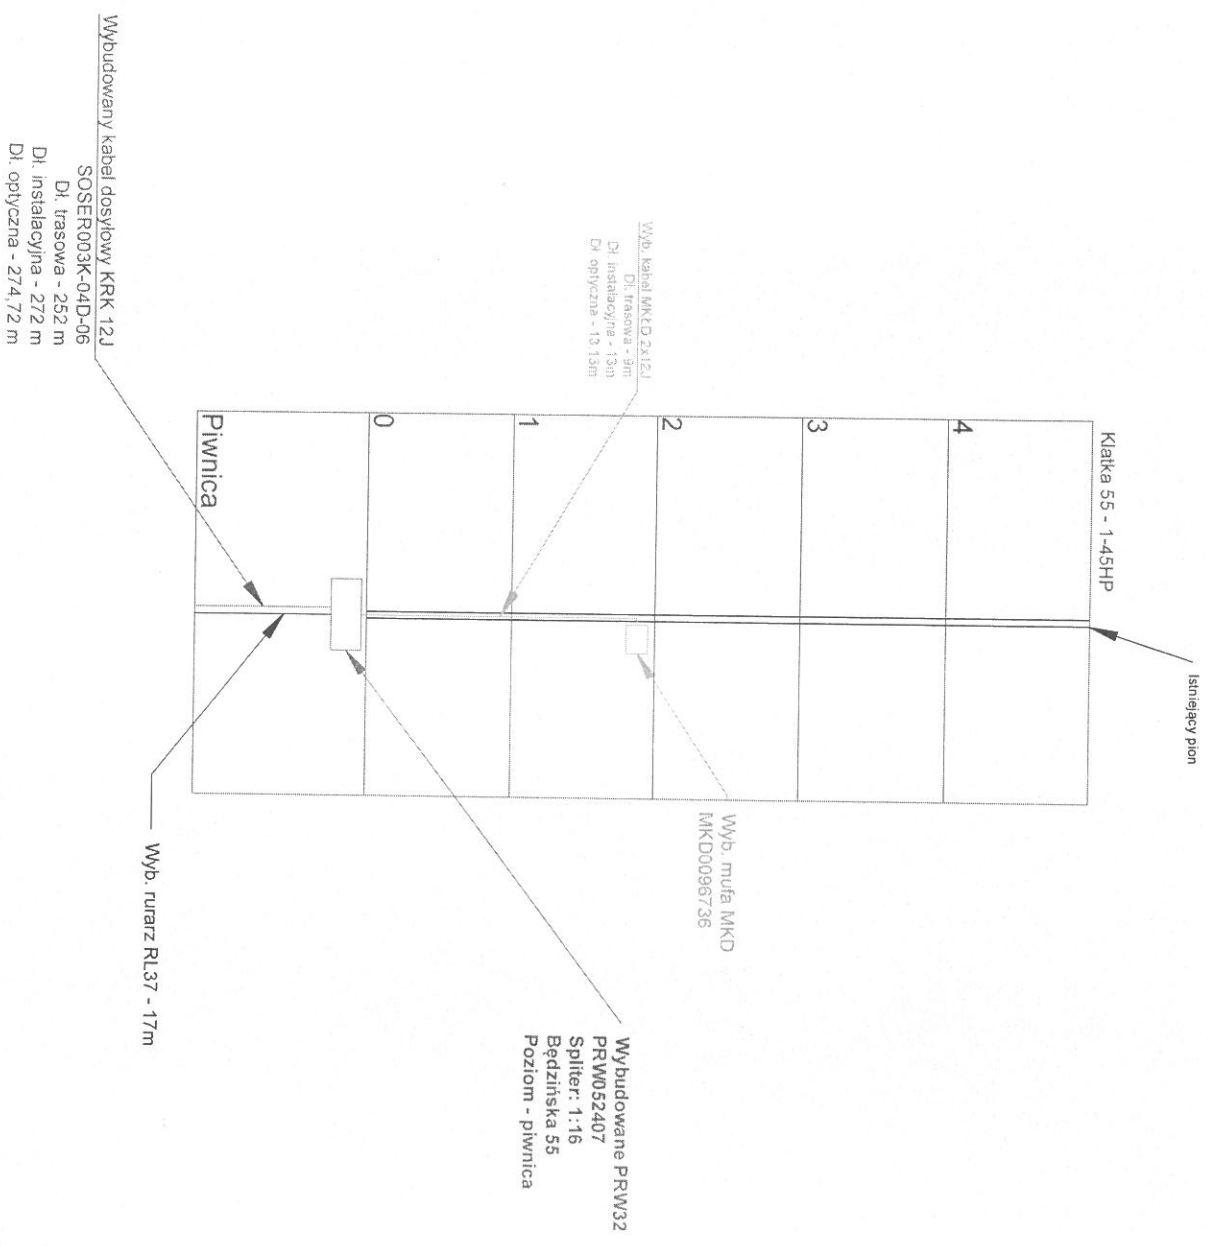 Klatka 55 - 1-45HP
Istniejący pion
4
3
2
1
0
Piwnica
Wyb. kabel MKŁD 2x12J
Dł. trasowa - 9m
Dł. instalacyjna - 13m
Dł. optyczna - 13.13m
Wybudowany kabel dosyłowy KRK 12J
SOSER003K-04D-06
Dł. trasowa - 252 m
Dł. instalacyjna - 272 m
Dł. optyczna - 274,72 m
Wyb. mufa MKD
MKD0096736
Wybudowane PRW32
PRW052407
Spliter: 1:16
Będzińska 55
Poziom - piwnica
Wyb. rurarz RL37 - 17m